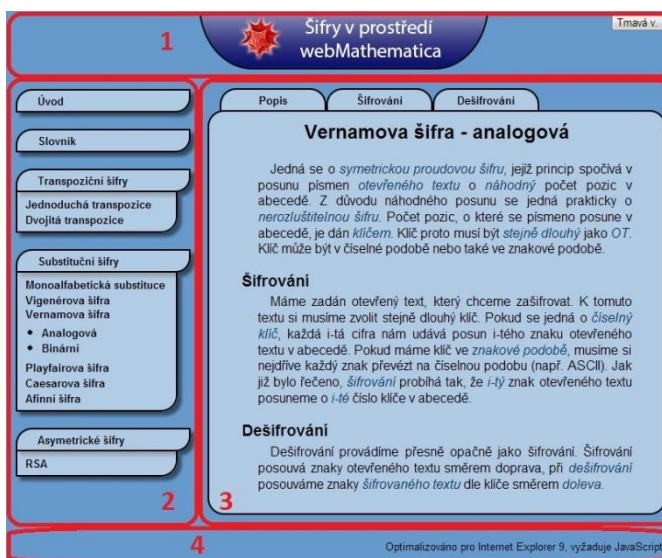 1
Šifry v prostředí
webMathematica
Tmavá v.
Úvod
Slovník
Transpoziční šifry
Jednoduchá transpozice
Dvojitá transpozice
Substituční šifry
Monoalfabetická substituce
Vigenérova šifra
Vernamova šifra
• Analogová
• Binární
Playfairova šifra
Caesarova šifra
Afinní šifra
Asymetrické šifry
RSA
2
Popis
Šifrování
Dešifrování
Vernamova šifra - analogová
Jedná se o symetrickou proudovou šifru, jejíž princip spočívá v
posunu písmen otevřeného textu o náhodný počet pozic v
abecedě. Z důvodu náhodného posunu se jedná prakticky o
nerozluštitelnou šifru. Počet pozic, o které se písmeno posune v
abecedě, je dán klíčem. Klíč proto musí být stejně dlouhý jako OT.
Klíč může být v číselné podobě nebo také ve znakové podobě.
Šifrování
Máme zadán otevřený text, který chceme zašifrovat. K tomuto
textu si musíme zvolit stejně dlouhý klíč. Pokud se jedná o číselný
klíč, každá i-tá cifra nám udává posun i-tého znaku otevřeného
textu v abecedě. Pokud máme klíč ve znakové podobě, musíme si
nejdříve každý znak převézt na číselnou podobu (např. ASCII). Jak
již bylo řečeno, šifrování probíhá tak, že i-tý znak otevřeného textu
posuneme o i-té číslo klíče v abecedě.
Dešifrování
Dešifrování provádíme přesně opačně jako šifrování. Šifrování
posouvá znaky otevřeného textu směrem doprava, při dešifrování
posouváme znaky šifrovaného textu dle klíče směrem doleva.
3
4
Optimalizováno pro Internet Explorer 9, vyžaduje JavaScript